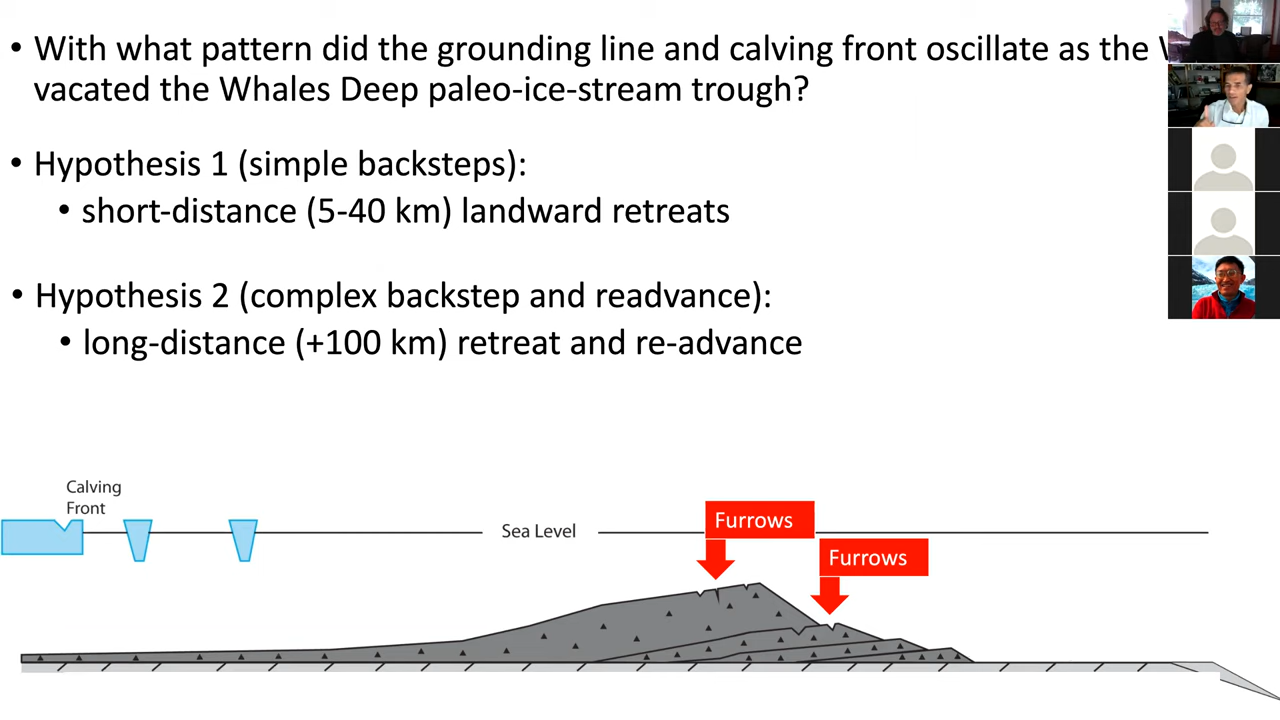 • With what pattern did the grounding line and calving front oscillate as the
vacated the Whales Deep paleo-ice-stream trough?
• Hypothesis 1 (simple backsteps):
• short-distance (5-40 km) landward retreats
• Hypothesis 2 (complex backstep and readvance):
• long-distance (+100 km) retreat and re-advance
Calving
Front
Sea Level
Furrows
Furrows